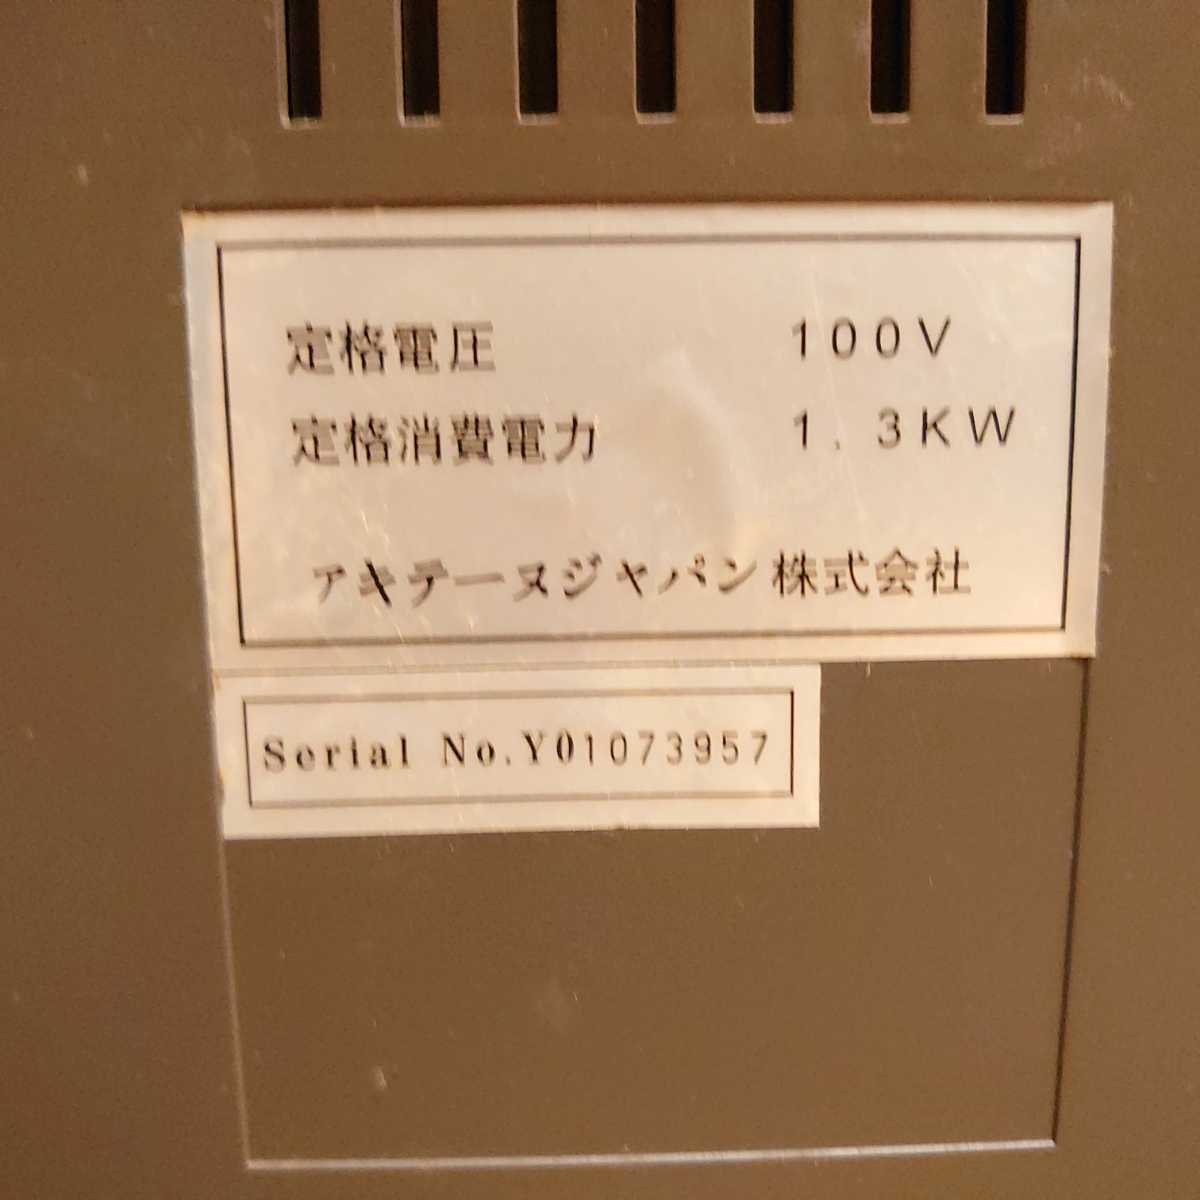 定格電圧 100V
定格消費電力 1.3KW
アキテーヌジャパン株式会社
Serial No.Y01073957